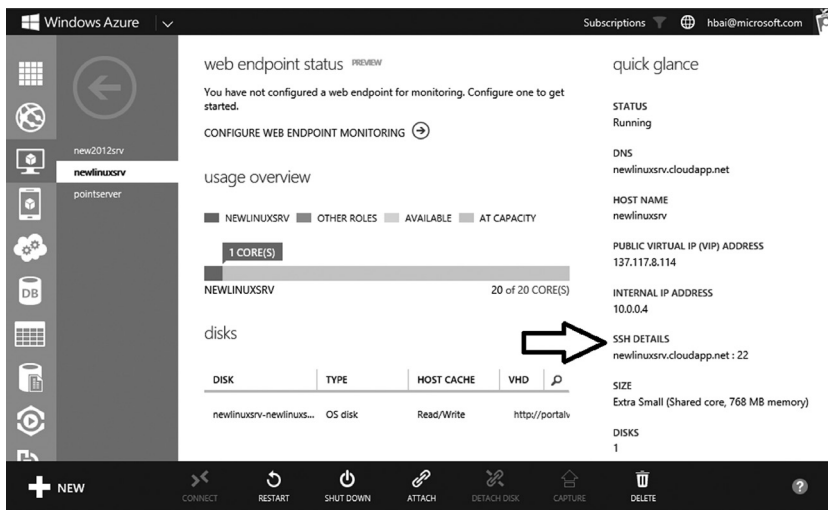 Windows Azure
Subscriptions
hbai@microsoft.com
new2012srv
newlinuxsrv
pointserver
web endpoint status PREVIEW
You have not configured a web endpoint for monitoring. Configure one to get
started.
CONFIGURE WEB ENDPOINT MONITORING
usage overview
NEWLINUXSRV OTHER ROLES AVAILABLE AT CAPACITY
1 CORE(S)
NEWLINUXSRV 20 of 20 CORE(S)
disks
DISK TYPE HOST CACHE VHD
newlinuxsrv-newlinuxs... OS disk Read/Write http://portalv
quick glance
STATUS
Running
DNS
newlinuxsrv.cloudapp.net
HOST NAME
newlinuxsrv
PUBLIC VIRTUAL IP (VIP) ADDRESS
137.117.8.114
INTERNAL IP ADDRESS
10.0.0.4
SSH DETAILS
newlinuxsrv.cloudapp.net : 22
SIZE
Extra Small (Shared core, 768 MB memory)
DISKS
1
DB
NEW
CONNECT RESTART SHUT DOWN ATTACH DETACH DISK CAPTURE DELETE
?